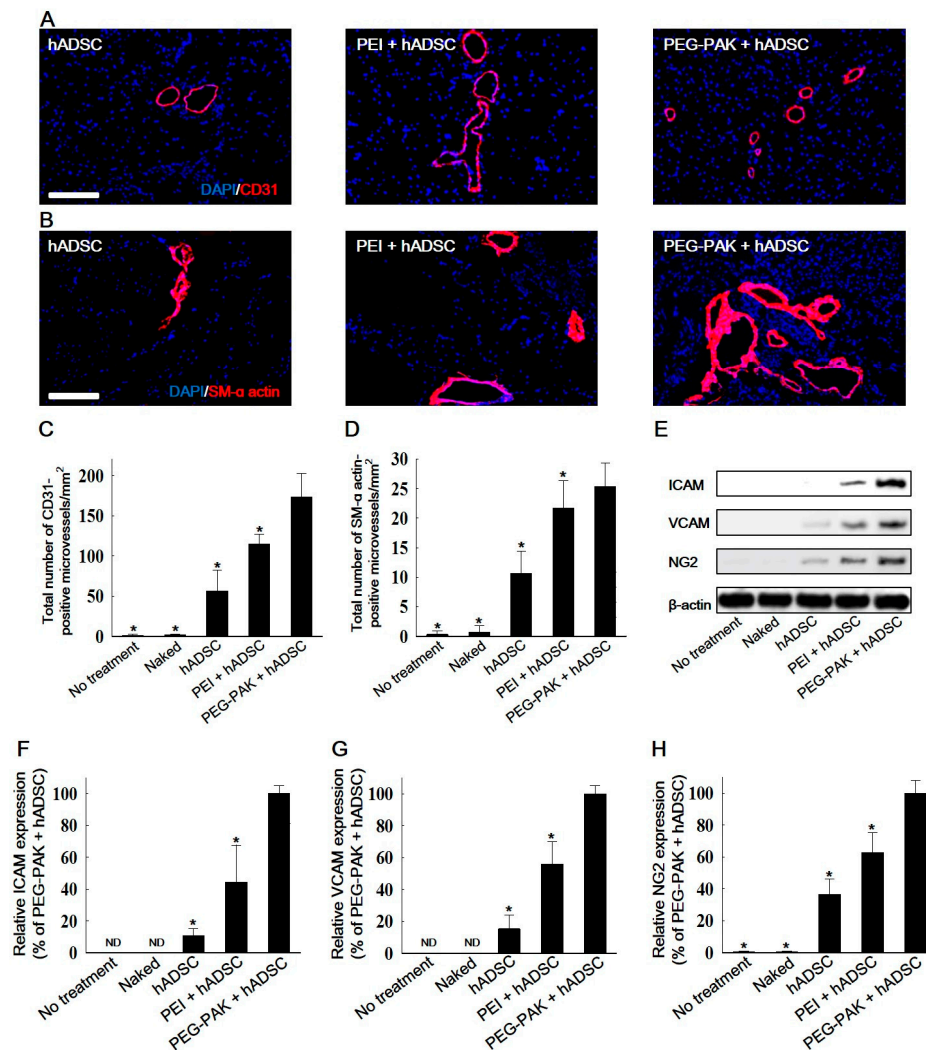 A
hADSC
PEI + hADSC
PEG-PAK + hADSC
DAPI/CD31
B
hADSC
PEI + hADSC
PEG-PAK + hADSC
DAPI/SM-α actin
C
Total number of CD31-
positive microvessels/mm2
200
150
100
50
0
*
*
*
*
No treatment
Naked
hADSC
PEI + hADSC
PEG-PAK + hADSC
D
Total number of SM-α actin-
positive microvessels/mm2
30
25
20
15
10
5
0
*
*
*
*
No treatment
Naked
hADSC
PEI + hADSC
PEG-PAK + hADSC
E
ICAM
VCAM
NG2
β-actin
No treatment
Naked
hADSC
PEI + hADSC
PEG-PAK + hADSC
F
Relative ICAM expression
(% of PEG-PAK + hADSC)
100
80
60
40
20
0
ND
ND
*
*
No treatment
Naked
hADSC
PEI + hADSC
PEG-PAK + hADSC
G
Relative VCAM expression
(% of PEG-PAK + hADSC)
100
80
60
40
20
0
ND
ND
*
*
No treatment
Naked
hADSC
PEI + hADSC
PEG-PAK + hADSC
H
Relative NG2 expression
(% of PEG-PAK + hADSC)
100
80
60
40
20
0
*
*
*
*
No treatment
Naked
hADSC
PEI + hADSC
PEG-PAK + hADSC